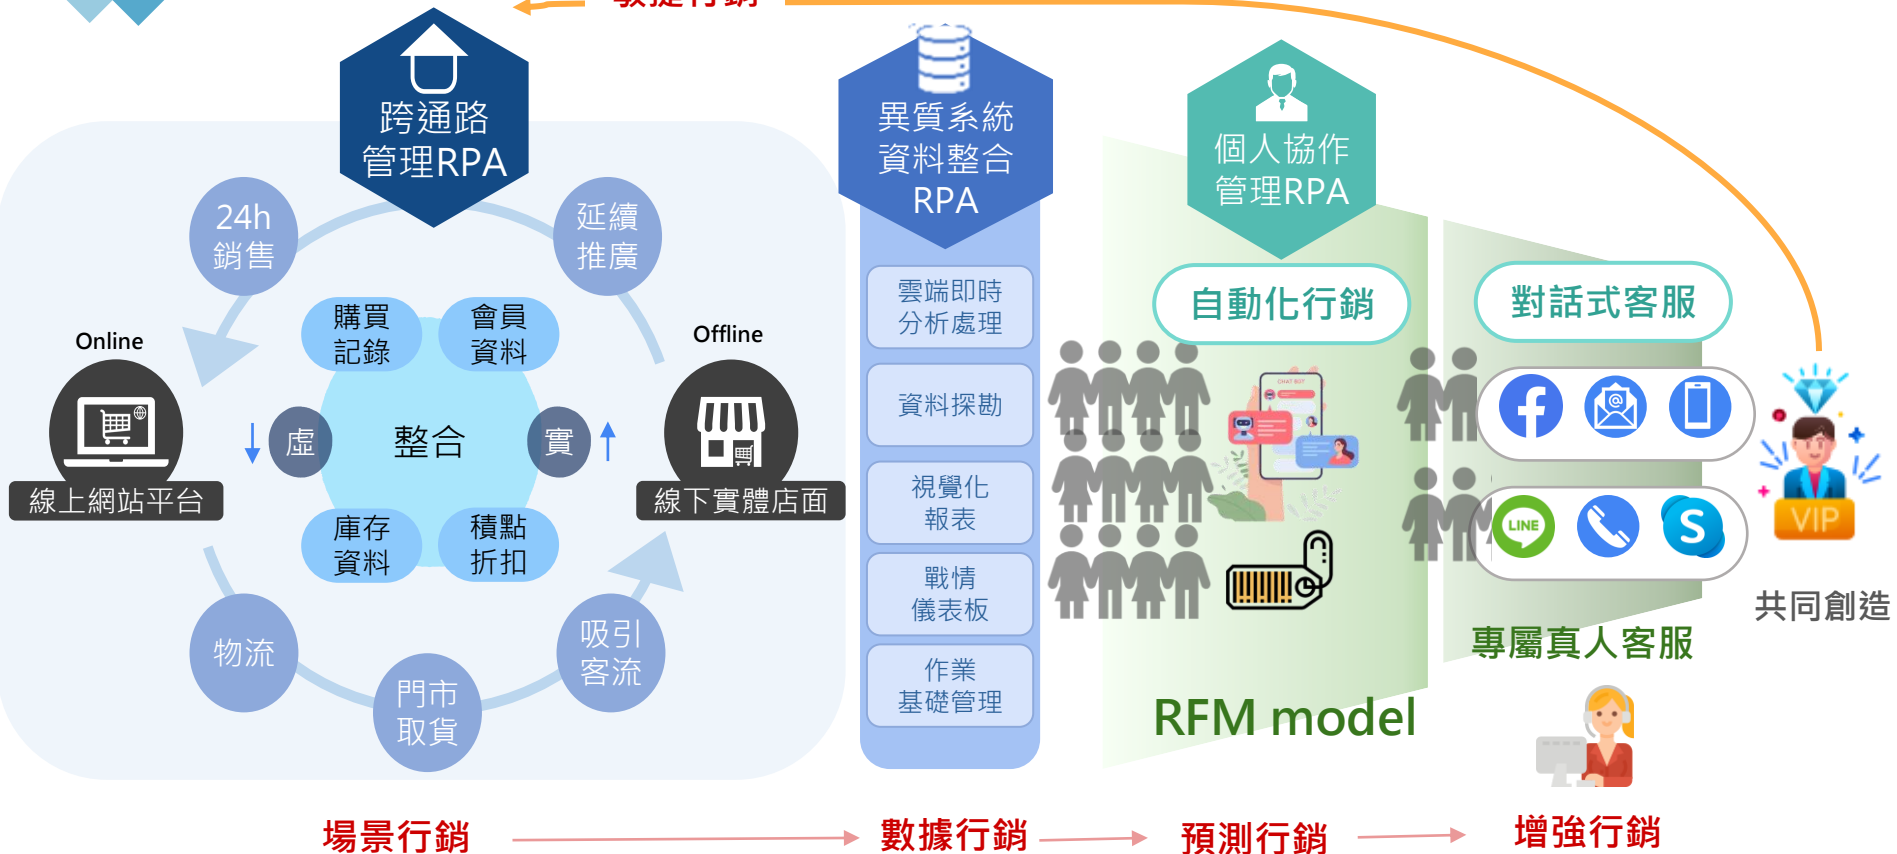 敏捷行銷
跨通路
管理RPA
24h
銷售
延續
推廣
購買
記錄
會員
資料
Online
Offline
虛
整合
實
線上網站平台
線下實體店面
庫存
資料
積點
折扣
物流
門市
取貨
吸引
客流
異質系統
資料整合
RPA
雲端即時
分析處理
資料探勘
視覺化
報表
戰情
儀表板
作業
基礎管理
個人協作
管理RPA
自動化行銷
CHAT BOT
RFM model
對話式客服
LINE
S
專屬真人客服
VIP
共同創造
場景行銷
數據行銷
預測行銷
增強行銷